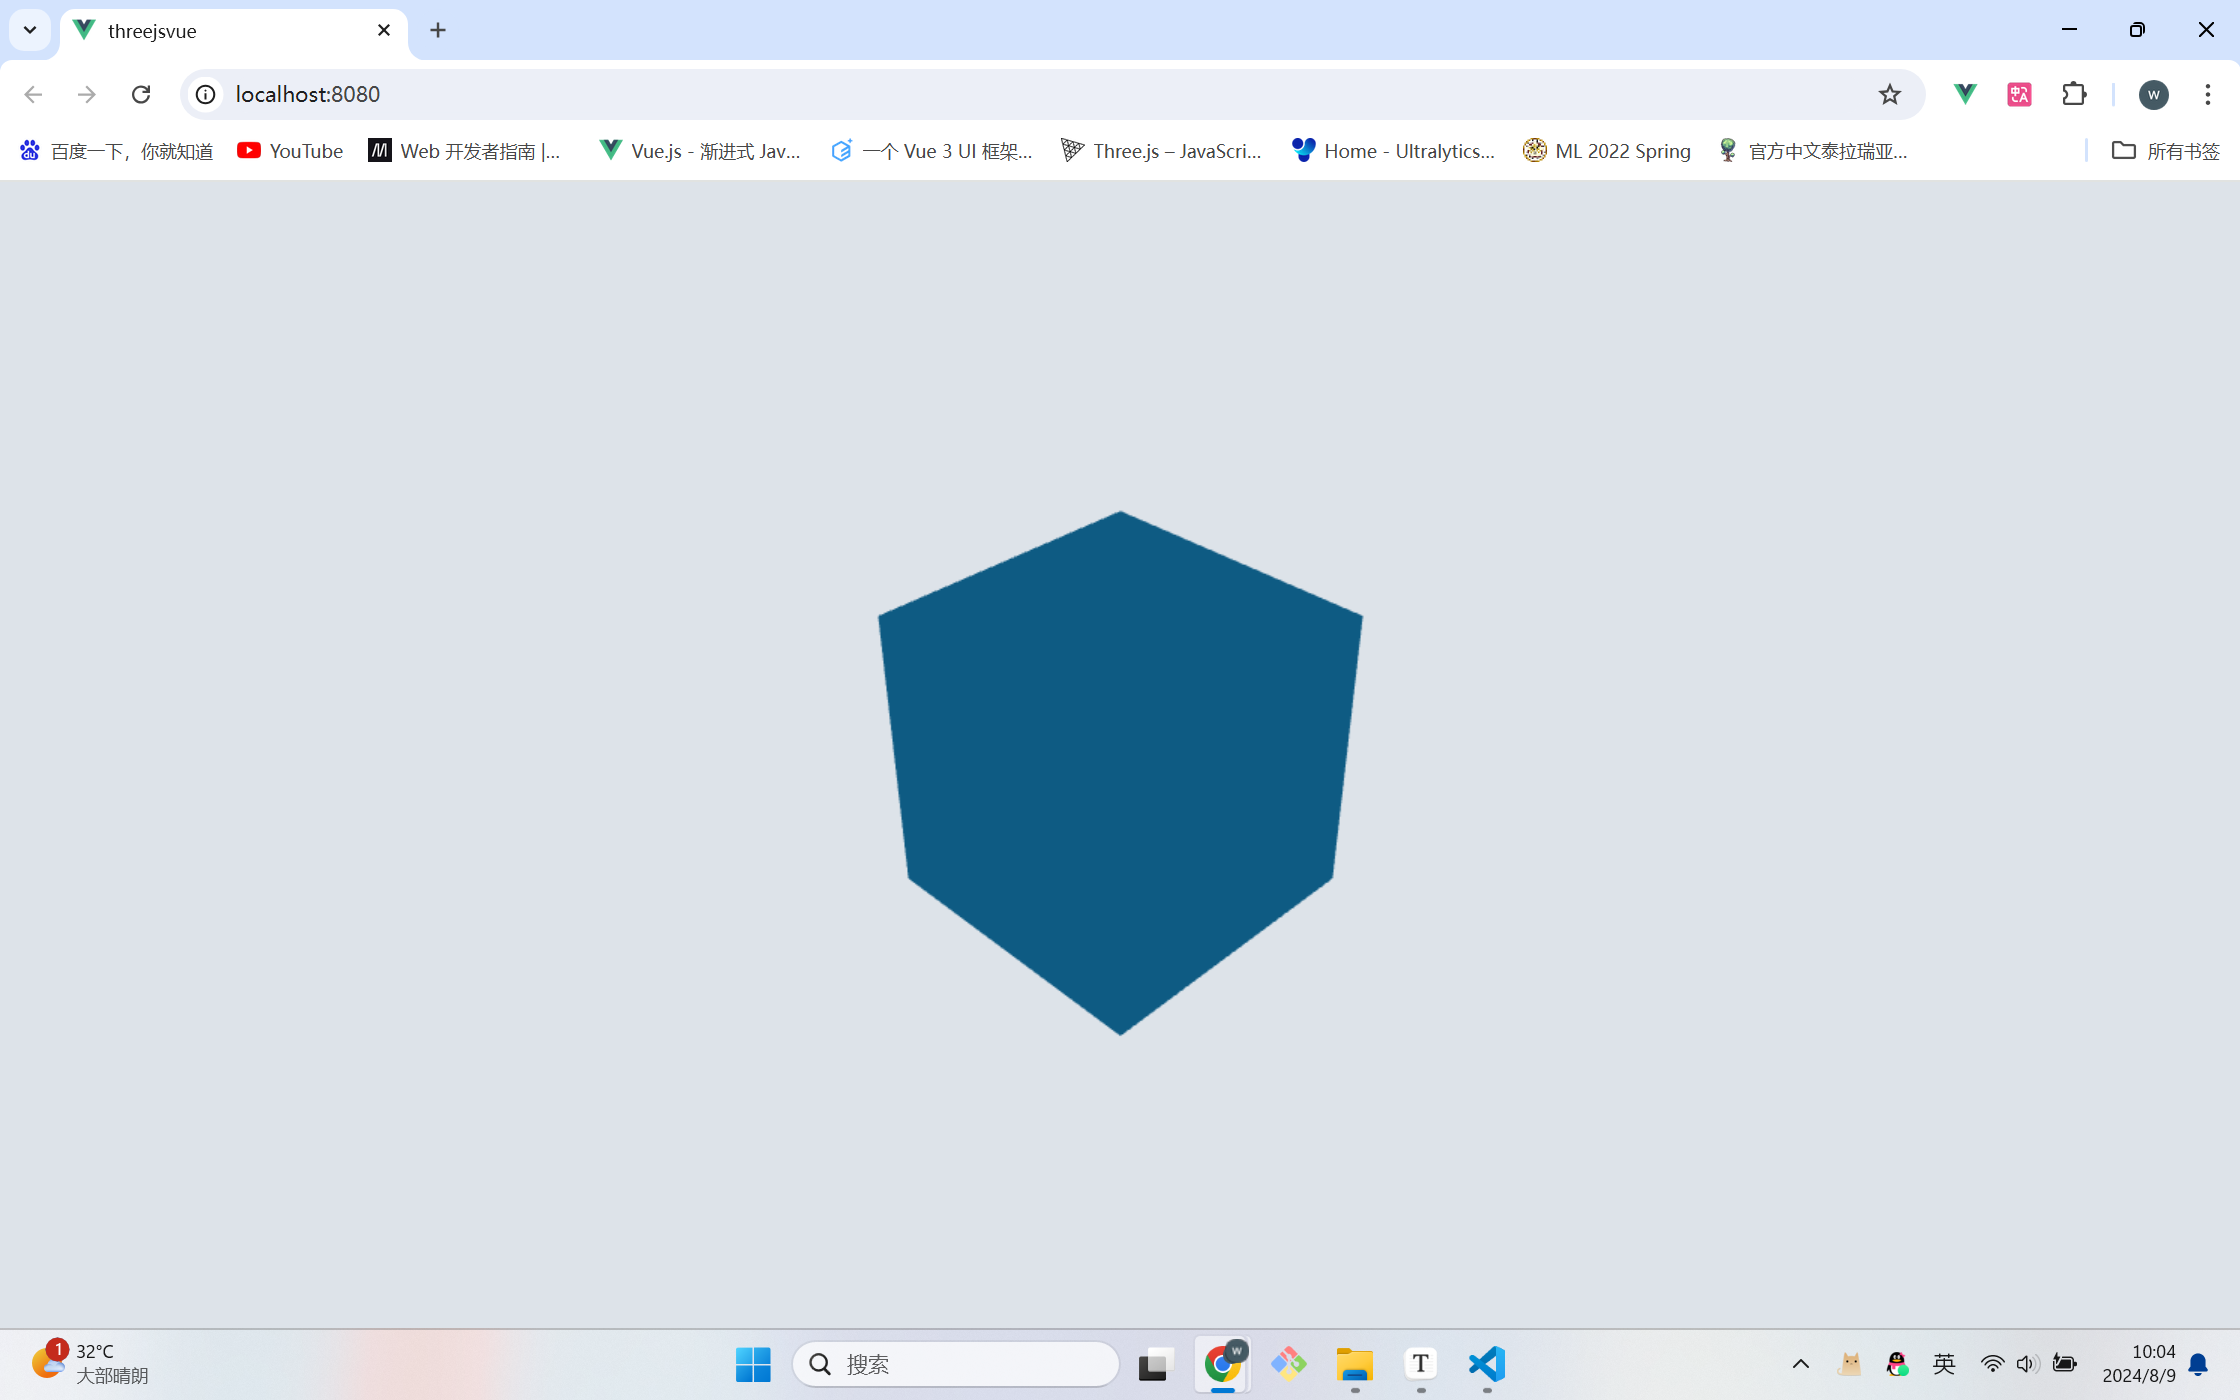 threejsvue
localhost:8080
W
百度一下，你就知道
YouTube
Web 开发者指南 |...
Vue.js - 渐进式 Jav...
一个 Vue 3 UI 框架...
Three.js – JavaScri...
Home - Ultralytics...
ML 2022 Spring
官方中文泰拉瑞亚...
所有书签
1
32°C
大部晴朗
搜索
W
T
英
10:04
2024/8/9